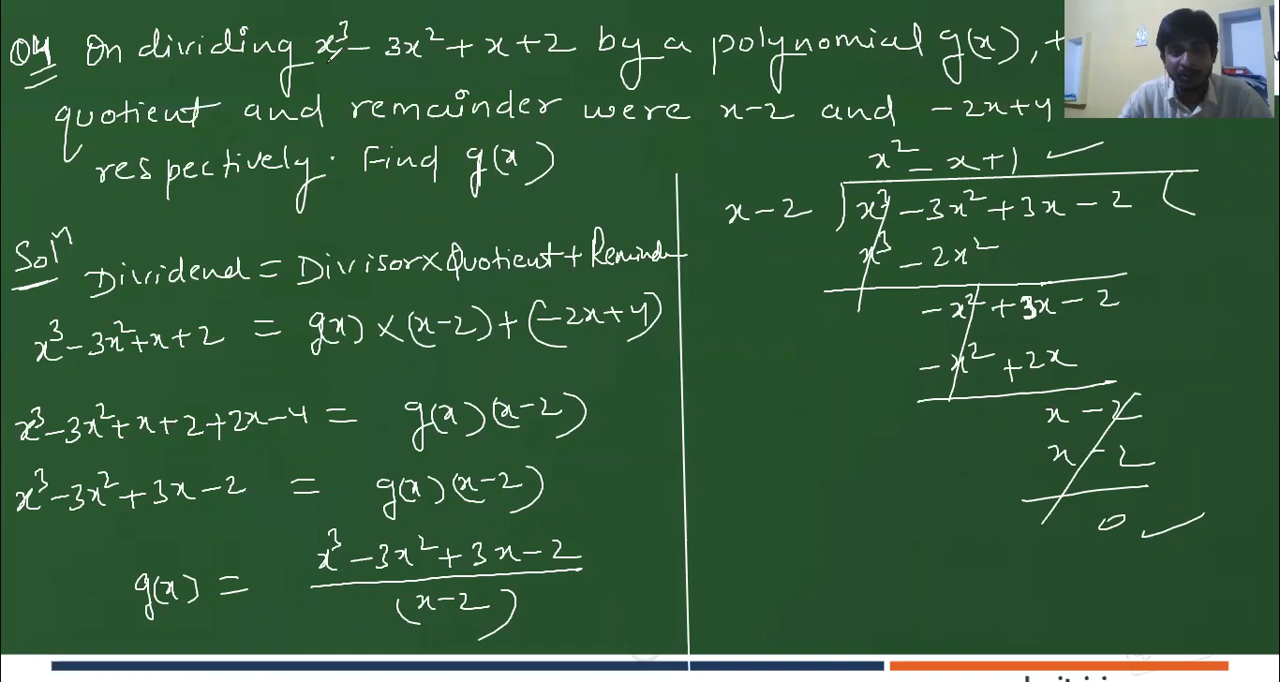 Q4 On dividing x³ - 3x² + x + 2 by a polynomial g(x),
quotient and remainder were x-2 and -2x+4
respectively. Find g(x)
Solⁿ
Dividend = Divisor × Quotient + Reminder
x³ - 3x² + x + 2 = g(x) × (x-2) + (-2x+4)
x³ - 3x² + x + 2 + 2x - 4 = g(x)(x-2)
x³ - 3x² + 3x - 2 = g(x)(x-2)
x³ - 3x² + 3x - 2
g(x) =
(x-2)
x² - x + 1
x-2 ) x³ - 3x² + 3x - 2 (
x³ - 2x²
-x² + 3x - 2
-x² + 2x
x - 2
x - 2
0